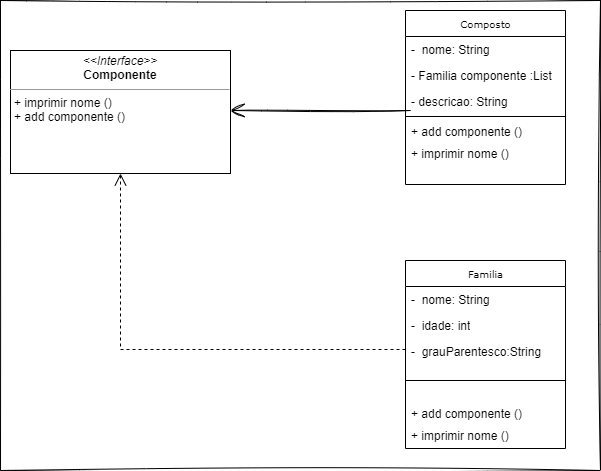 <<Interface>>
Componente
+ imprimir nome ()
+ add componente ()
Composto
- nome: String
- Familia componente :List
- descricao: String
+ add componente ()
+ imprimir nome ()
Familia
- nome: String
- idade: int
- grauParentesco:String
+ add componente ()
+ imprimir nome ()